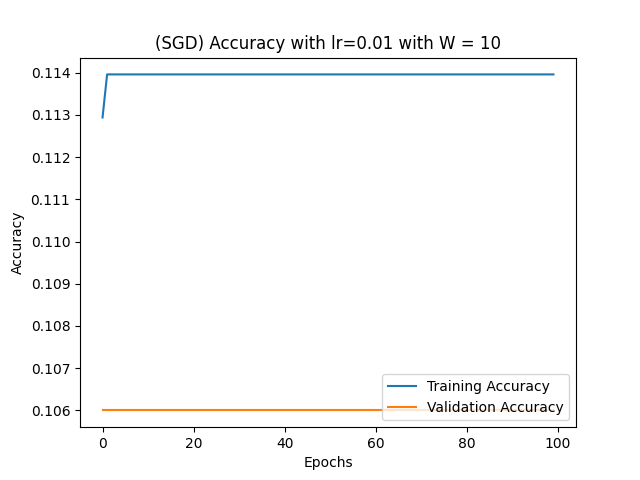 (SGD) Accuracy with lr=0.01 with W = 10
0.114
0.113
0.112
0.111
0.110
0.109
0.108
0.107
0.106
Accuracy
Training Accuracy
Validation Accuracy
0 20 40 60 80 100
Epochs